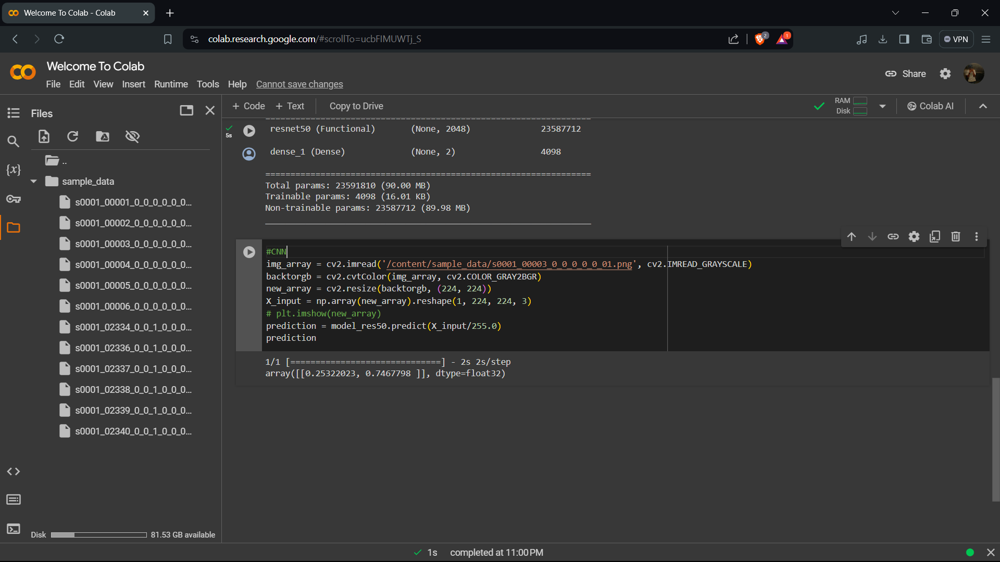 Welcome To Colab - Colab
colab.research.google.com/#scrollTo=ucbFIMUWTj_S
2
1
VPN
Welcome To Colab
File Edit View Insert Runtime Tools Help Cannot save changes
Share
Files
+ Code + Text Copy to Drive
RAM
Disk
Colab AI
..
sample_data
s0001_00001_0_0_0_0_0_0...
s0001_00002_0_0_0_0_0_0...
s0001_00003_0_0_0_0_0_0...
s0001_00004_0_0_0_0_0_0...
s0001_00005_0_0_0_0_0_0...
s0001_00006_0_0_0_0_0_0...
s0001_02334_0_0_1_0_0_0...
s0001_02336_0_0_1_0_0_0...
s0001_02337_0_0_1_0_0_0...
s0001_02338_0_0_1_0_0_0...
s0001_02339_0_0_1_0_0_0...
s0001_02340_0_0_1_0_0_0...
Disk 81.53 GB available
5s
=================================================================
resnet50 (Functional) (None, 2048) 23587712
dense_1 (Dense) (None, 2) 4098
=================================================================
Total params: 23591810 (90.00 MB)
Trainable params: 4098 (16.01 KB)
Non-trainable params: 23587712 (89.98 MB)
_________________________________________________________________
#CNN
img_array = cv2.imread('/content/sample_data/s0001_00003_0_0_0_0_0_01.png', cv2.IMREAD_GRAYSCALE)
backtorgb = cv2.cvtColor(img_array, cv2.COLOR_GRAY2BGR)
new_array = cv2.resize(backtorgb, (224, 224))
X_input = np.array(new_array).reshape(1, 224, 224, 3)
# plt.imshow(new_array)
prediction = model_res50.predict(X_input/255.0)
prediction
1/1 [==============================] - 2s 2s/step
array([[0.25322023, 0.7467798 ]], dtype=float32)
1s completed at 11:00 PM